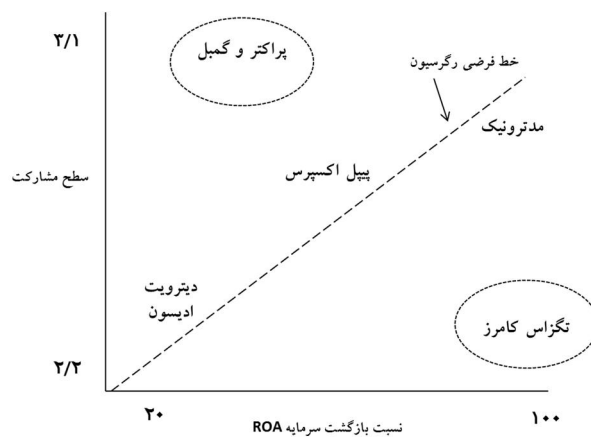 ۳/۱
پراکتر و گمبل
خط فرضی رگرسیون
مدترونیک
پیپل اکسپرس
سطح مشارکت
دیترویت
ادیسون
تگزاس کامرز
۲/۲
۲۰
۱۰۰
نسبت بازگشت سرمایه ROA